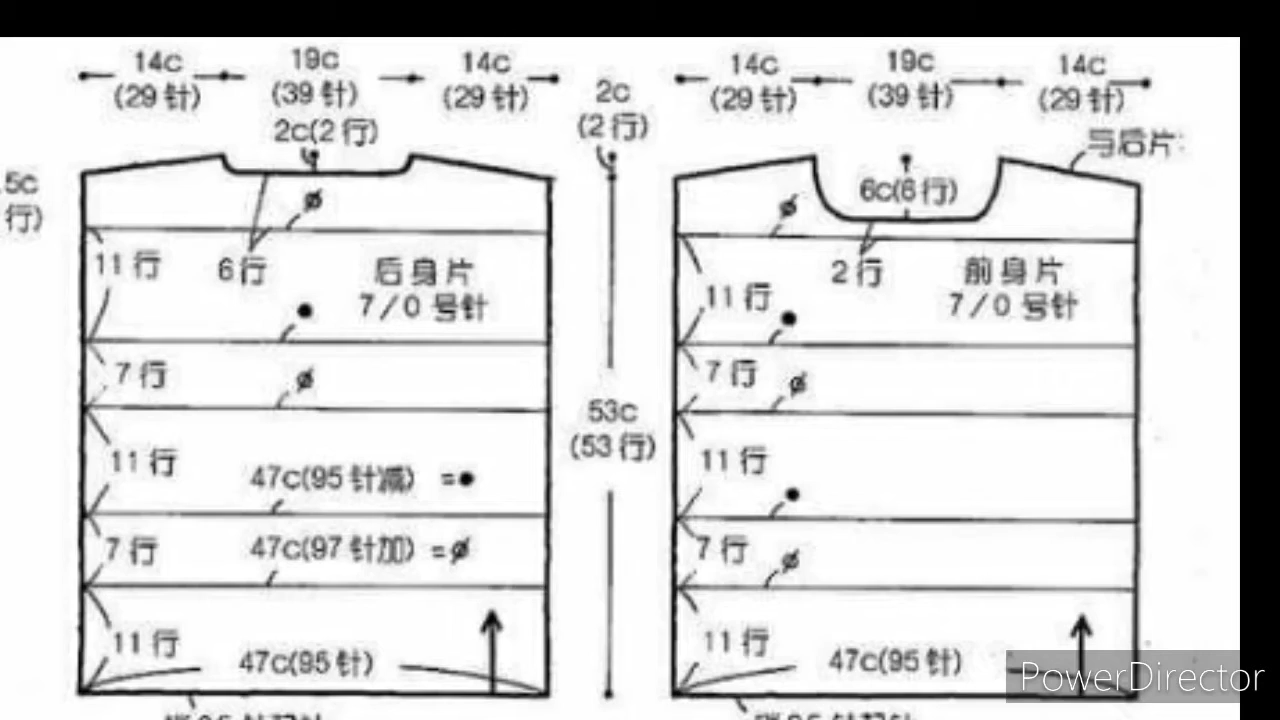 14c 19c 14c
(29针) (39针) (29针)
2c(2行)
2c
(2行)
14c 19c 14c
(29针) (39针) (29针)
与后片
5c
行)
ø
11行 6行 后身片
7/0号针
●
7行 ø
11行
47c(95针减) =●
7行 47c(97针加) =ø
11行
47c(95针)
53c
(53行)
6c(6行)
ø
2行 前身片
11行 7/0号针
●
7行 ø
11行
●
7行 ø
11行 47c(95针)
PowerDirector